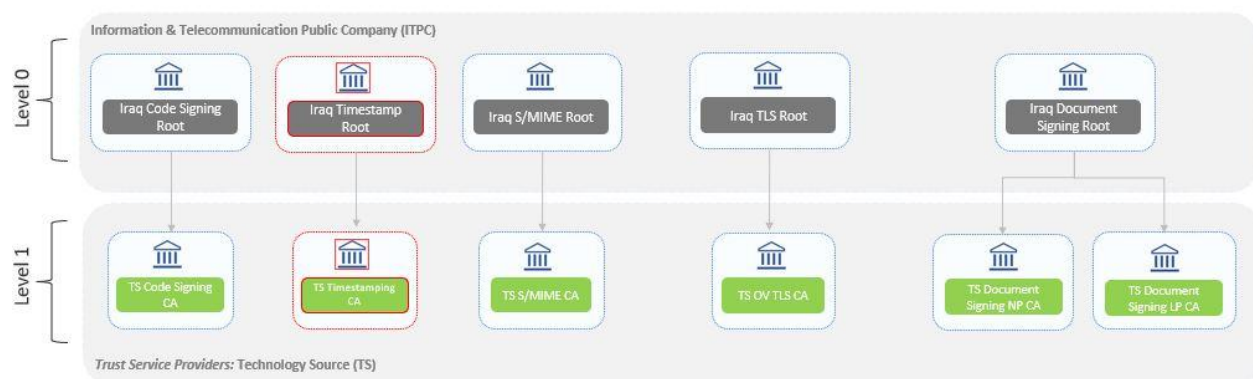 Information & Telecommunication Public Company (ITPC)
Level 0
Iraq Code Signing
Root
Iraq Timestamp
Root
Iraq S/MIME Root
Iraq TLS Root
Iraq Document
Signing Root
Level 1
TS Code Signing
CA
TS Timestamping
CA
TS S/MIME CA
TS OV TLS CA
TS Document
Signing NP CA
TS Document
Signing LP CA
Trust Service Providers: Technology Source (TS)